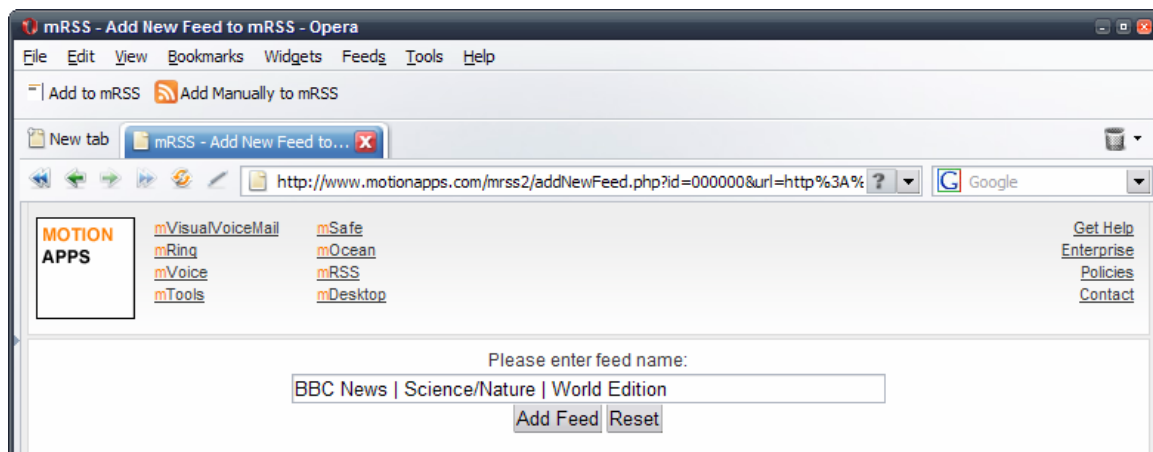 mRSS - Add New Feed to mRSS - Opera
File Edit View Bookmarks Widgets Feeds Tools Help
Add to mRSS Add Manually to mRSS
New tab mRSS - Add New Feed to...
http://www.motionapps.com/mrss2/addNewFeed.php?id=000000&url=http%3A% ? G Google
MOTION
APPS
mVisualVoiceMail mSafe Get Help
mRing mOcean Enterprise
mVoice mRSS Policies
mTools mDesktop Contact
Please enter feed name:
BBC News | Science/Nature | World Edition
Add Feed Reset